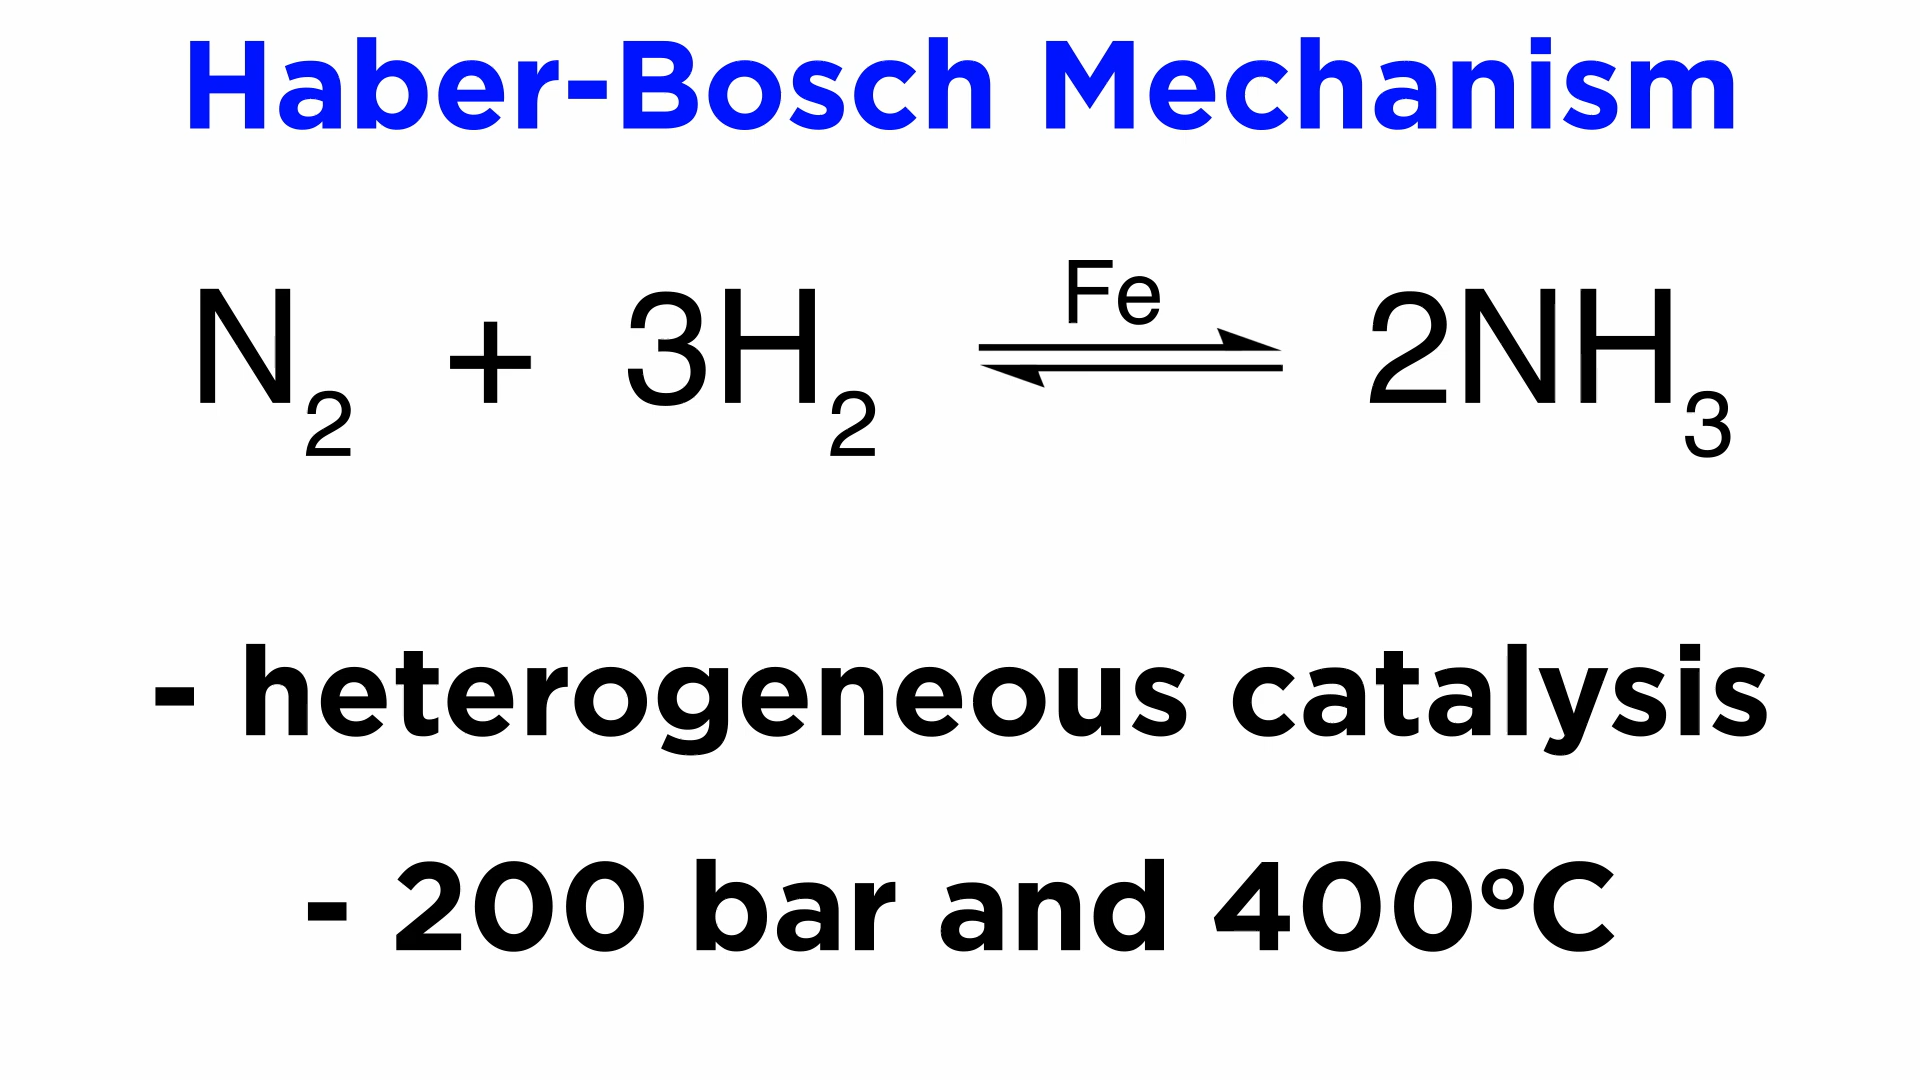 Haber-Bosch Mechanism
Fe
N₂ + 3H₂ ⇌ 2NH₃
- heterogeneous catalysis
- 200 bar and 400°C